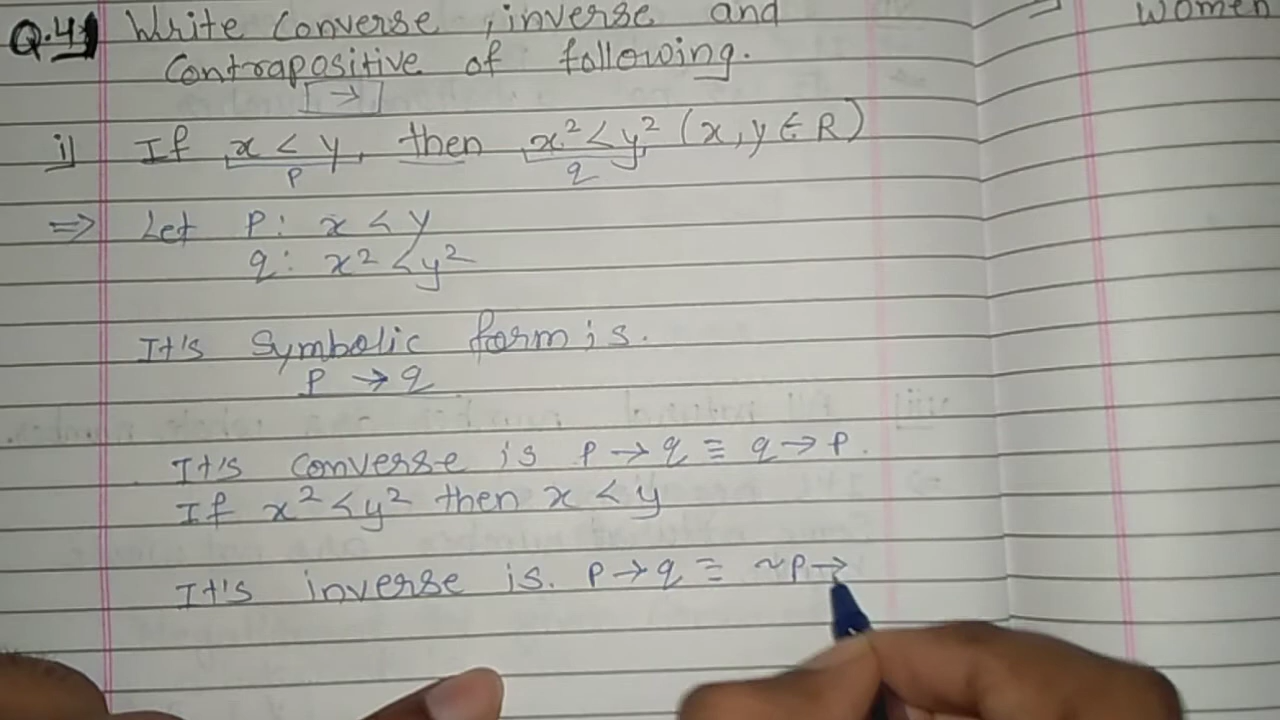 Q.4) Write Converse , inverse and
Contrapositive of following.
[→]
i) If x < y, then x² < y² (x, y ∈ R)
p q
⇒ Let P: x < y
q: x² < y²
It's Symbolic form is.
P → q
It's Converse is P → q ≡ q → P.
If x² < y² then x < y
It's inverse is. P → q ≡ ~P →
⇒ Women